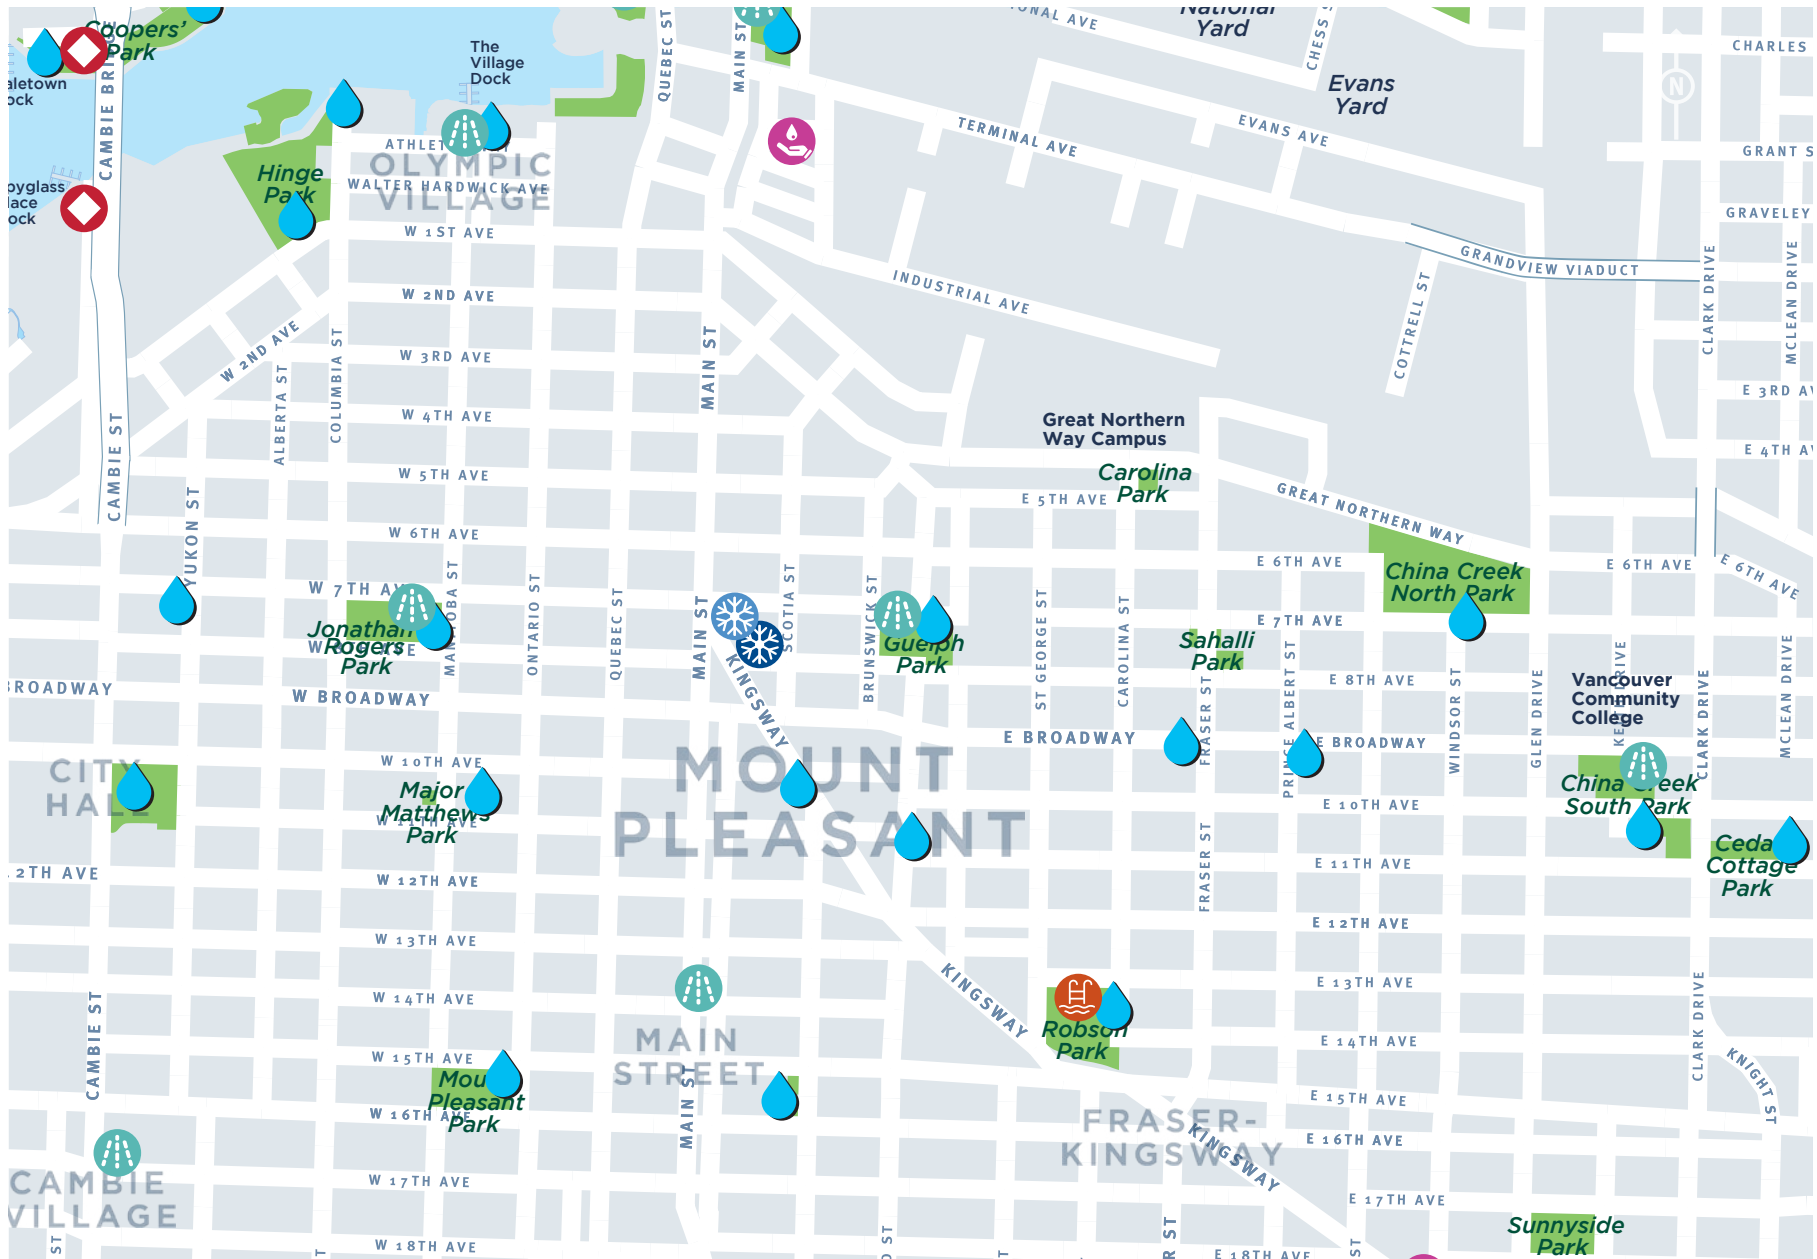 Coopers'
Park
The
Village
Dock
National
Yard
CHESS S
CHARLES
Evans
Yard
N
QUEBEC ST
MAIN ST
CAMBIE BRIDGE
TERMINAL AVE
EVANS AVE
GRANT S
GRAVELEY
Hinge
Park
OLYMPIC
VILLAGE
WALTER HARDWICK AVE
W 1ST AVE
GRANDVIEW VIADUCT
CLARK DRIVE
MCLEAN DRIVE
INDUSTRIAL AVE
COTTRELL ST
W 2ND AVE
W 2ND AVE
W 3RD AVE
ALBERTA ST
COLUMBIA ST
MAIN ST
E 3RD AV
W 4TH AVE
Great Northern
Way Campus
E 4TH AV
CAMBIE ST
W 5TH AVE
Carolina
Park
E 5TH AVE
GREAT NORTHERN WAY
YUKON ST
W 6TH AVE
E 6TH AVE
E 6TH AVE
E 6TH AVE
W 7TH AV
China Creek
North Park
E 7TH AVE
Jonathan
Rogers
Park
MANITOBA ST
ONTARIO ST
QUEBEC ST
MAIN ST
SCOTIA ST
BRUNSWICK ST
Guelph
Park
ST GEORGE ST
CAROLINA ST
Sahalli
Park
FRASER ST
PRINCE ALBERT ST
E 8TH AVE
WINDSOR ST
GLEN DRIVE
Vancouver
Community
College
CLARK DRIVE
MCLEAN DRIVE
BROADWAY
W BROADWAY
KINGSWAY
E BROADWAY
E BROADWAY
CITY
HALL
W 10TH AVE
Major
Matthews
Park
W 11TH AVE
MOUNT
PLEASANT
E 10TH AVE
China Creek
South Park
E 11TH AVE
Cedar
Cottage
Park
FRASER ST
2TH AVE
W 12TH AVE
E 12TH AVE
W 13TH AVE
KINGSWAY
E 13TH AVE
CAMBIE ST
W 14TH AVE
Robson
Park
E 14TH AVE
CLARK DRIVE
KNIGHT ST
MAIN
STREET
MAIN ST
W 15TH AVE
Mount
Pleasant
Park
E 15TH AVE
W 16TH AVE
FRASER-
KINGSWAY
KINGSWAY
E 16TH AVE
CAMBIE
VILLAGE
W 17TH AVE
E 17TH AVE
Sunnyside
Park
W 18TH AVE
E 18TH AVE